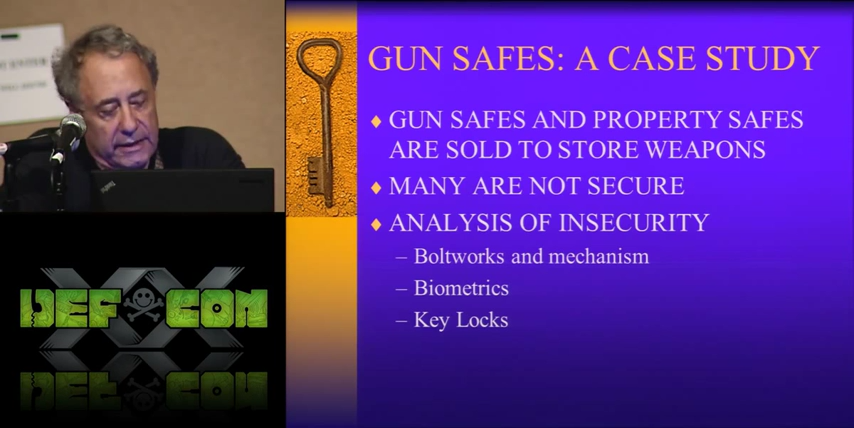 GUN SAFES: A CASE STUDY
GUN SAFES AND PROPERTY SAFES
ARE SOLD TO STORE WEAPONS
MANY ARE NOT SECURE
ANALYSIS OF INSECURITY
– Boltworks and mechanism
– Biometrics
– Key Locks
XX
DEF CON